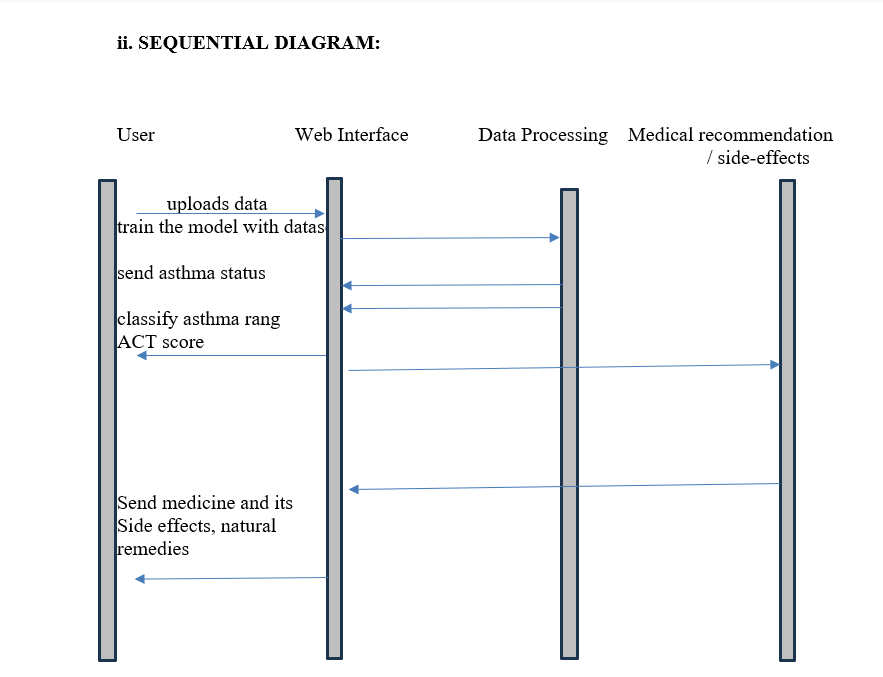 ii. SEQUENTIAL DIAGRAM:
User Web Interface Data Processing Medical recommendation
/ side-effects
uploads data
train the model with datas
send asthma status
classify asthma rang
ACT score
Send medicine and its
Side effects, natural
remedies